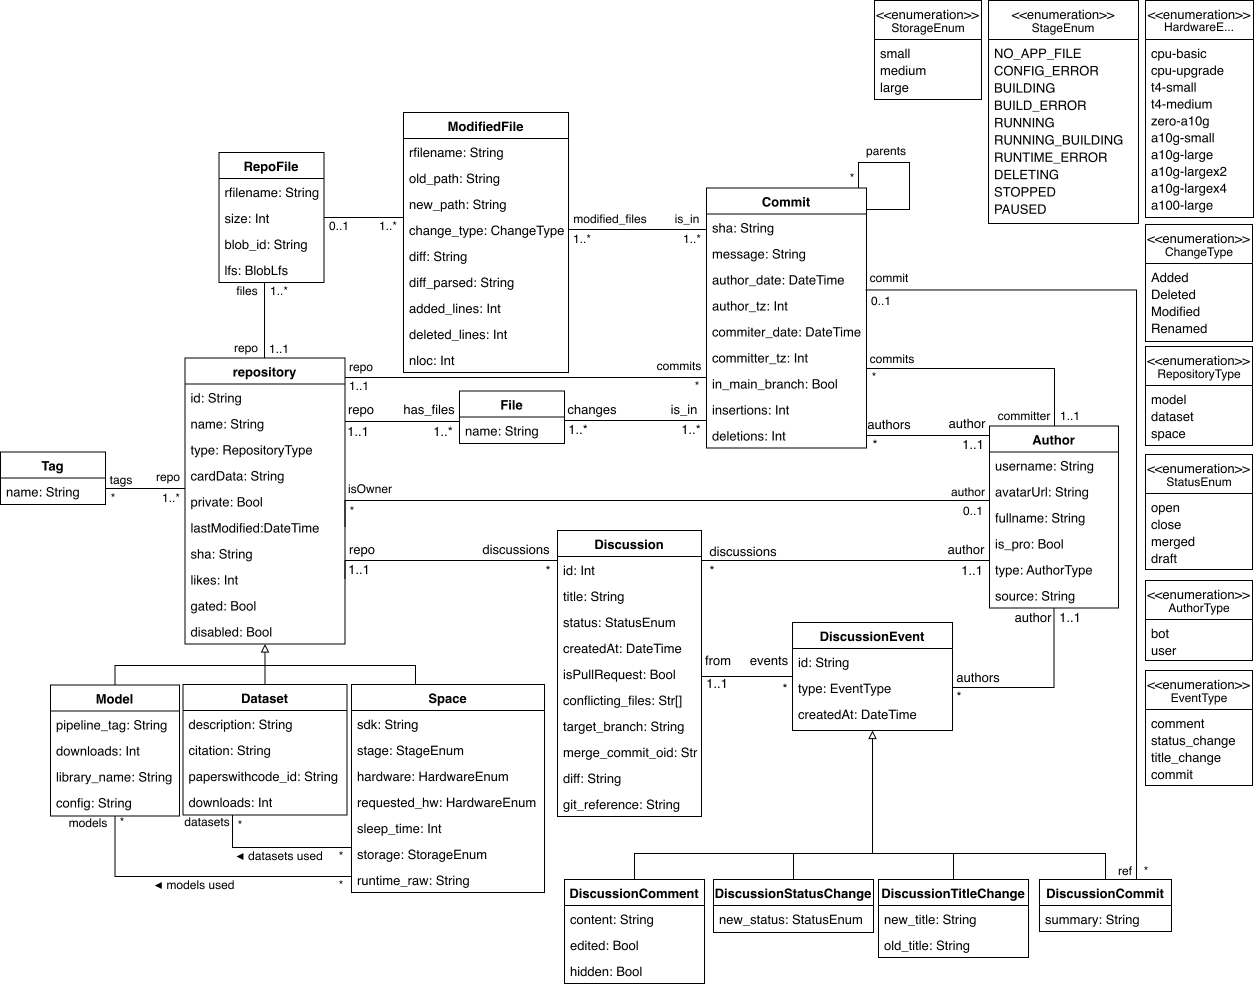 <<enumeration>>
StorageEnum
small
medium
large
<<enumeration>>
StageEnum
NO_APP_FILE
CONFIG_ERROR
BUILDING
BUILD_ERROR
RUNNING
RUNNING_BUILDING
RUNTIME_ERROR
DELETING
STOPPED
PAUSED
<<enumeration>>
HardwareE...
cpu-basic
cpu-upgrade
t4-small
t4-medium
zero-a10g
a10g-small
a10g-large
a10g-largex2
a10g-largex4
a100-large
<<enumeration>>
ChangeType
Added
Deleted
Modified
Renamed
<<enumeration>>
RepositoryType
model
dataset
space
<<enumeration>>
StatusEnum
open
close
merged
draft
<<enumeration>>
AuthorType
bot
user
<<enumeration>>
EventType
comment
status_change
title_change
commit
RepoFile
rfilename: String
size: Int
blob_id: String
lfs: BlobLfs
0..1
1..*
files
1..*
repo
1..1
ModifiedFile
rfilename: String
old_path: String
new_path: String
change_type: ChangeType
diff: String
diff_parsed: String
added_lines: Int
deleted_lines: Int
nloc: Int
modified_files
is_in
1..*
1..*
parents
*
Commit
sha: String
message: String
author_date: DateTime
author_tz: Int
commiter_date: DateTime
committer_tz: Int
in_main_branch: Bool
insertions: Int
deletions: Int
commit
0..1
commits
*
committer
1..1
authors
author
*
1..1
repository
id: String
name: String
type: RepositoryType
cardData: String
private: Bool
lastModified:DateTime
sha: String
likes: Int
gated: Bool
disabled: Bool
repo
commits
1..1
*
repo
has_files
1..1
1..*
File
name: String
changes
is_in
1..*
1..*
Tag
name: String
tags
repo
*
1..*
isOwner
author
*
0..1
repo
discussions
1..1
*
Author
username: String
avatarUrl: String
fullname: String
is_pro: Bool
type: AuthorType
source: String
author
1..1
Discussion
id: Int
title: String
status: StatusEnum
createdAt: DateTime
isPullRequest: Bool
conflicting_files: Str[]
target_branch: String
merge_commit_oid: Str
diff: String
git_reference: String
discussions
author
*
1..1
from
events
1..1
*
DiscussionEvent
id: String
type: EventType
createdAt: DateTime
authors
*
Model
pipeline_tag: String
downloads: Int
library_name: String
config: String
models
*
Dataset
description: String
citation: String
paperswithcode_id: String
downloads: Int
datasets
*
◄ datasets used
*
◄ models used
*
Space
sdk: String
stage: StageEnum
hardware: HardwareEnum
requested_hw: HardwareEnum
sleep_time: Int
storage: StorageEnum
runtime_raw: String
ref
*
DiscussionComment
content: String
edited: Bool
hidden: Bool
DiscussionStatusChange
new_status: StatusEnum
DiscussionTitleChange
new_title: String
old_title: String
DiscussionCommit
summary: String